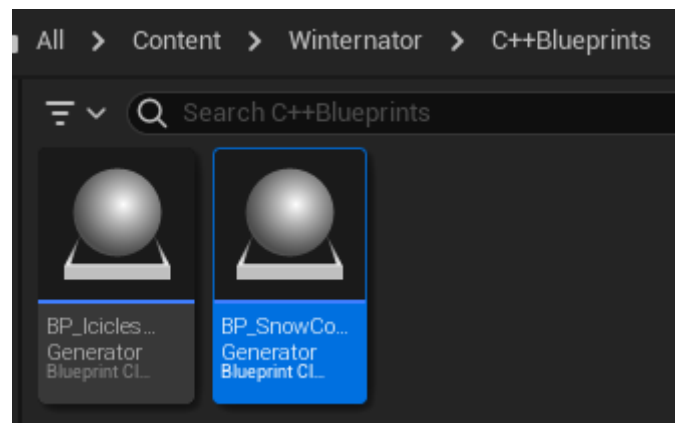 All > Content > Winternator > C++Blueprints
Search C++Blueprints
BP_Icicles...
Generator
Blueprint Cl...
BP_SnowCo...
Generator
Blueprint Cl...